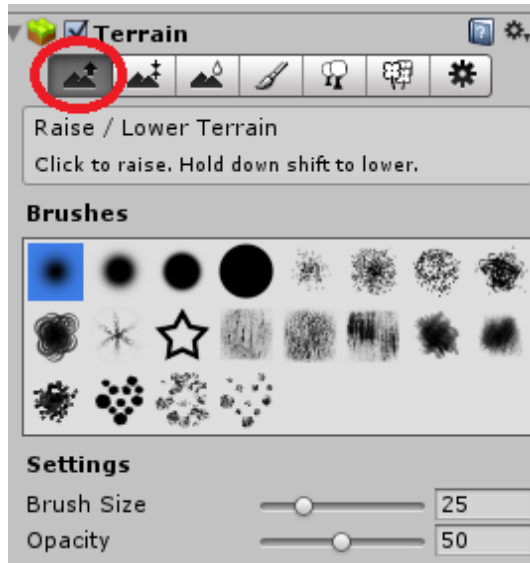 Terrain
Raise / Lower Terrain
Click to raise. Hold down shift to lower.
Brushes
Settings
Brush Size 25
Opacity 50